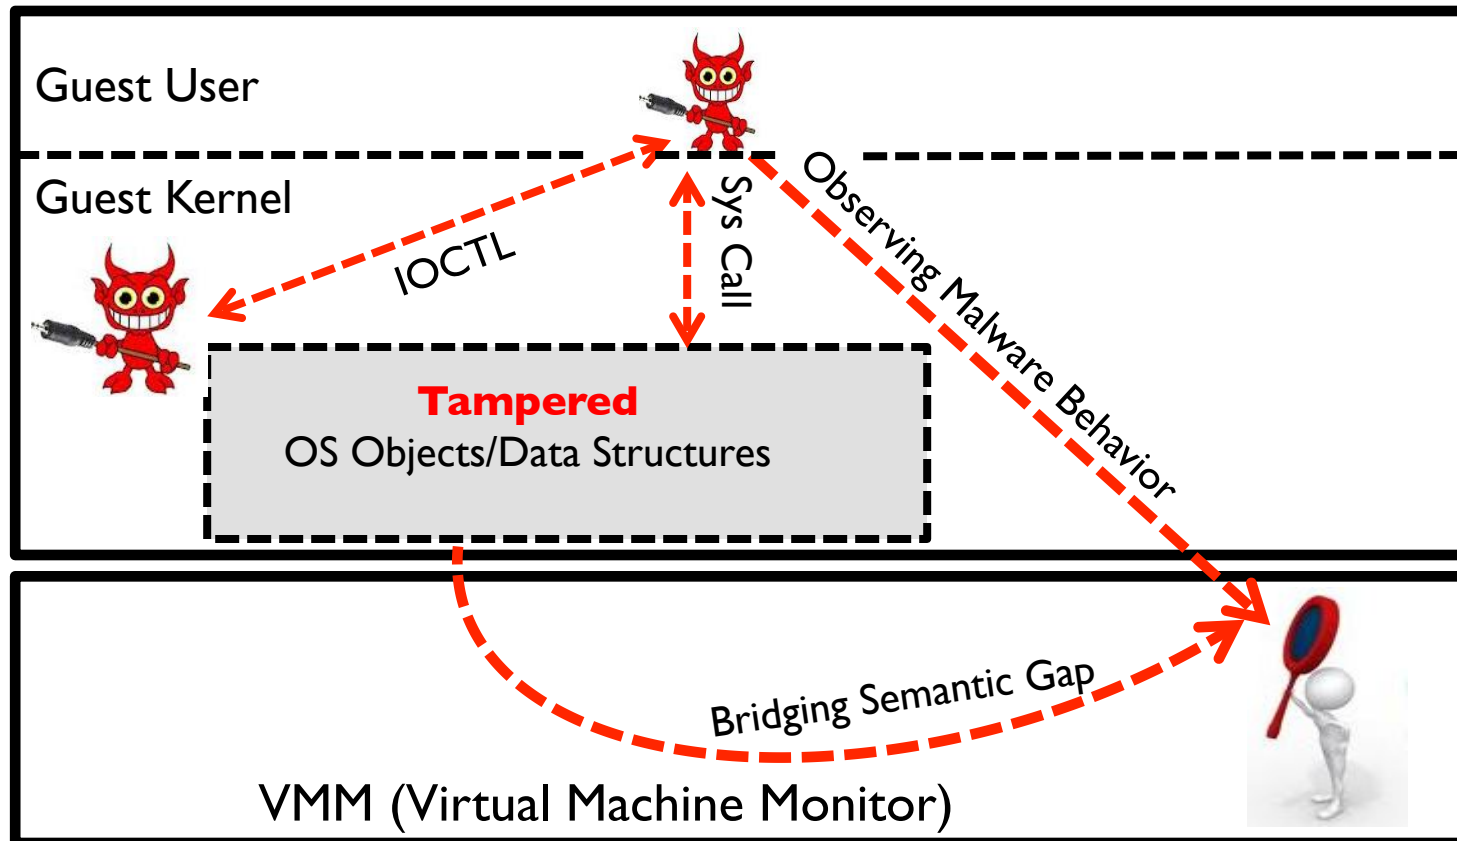 Guest User
Guest Kernel
IOCTL
Sys Call
Observing Malware Behavior
Tampered
OS Objects/Data Structures
Bridging Semantic Gap
VMM (Virtual Machine Monitor)